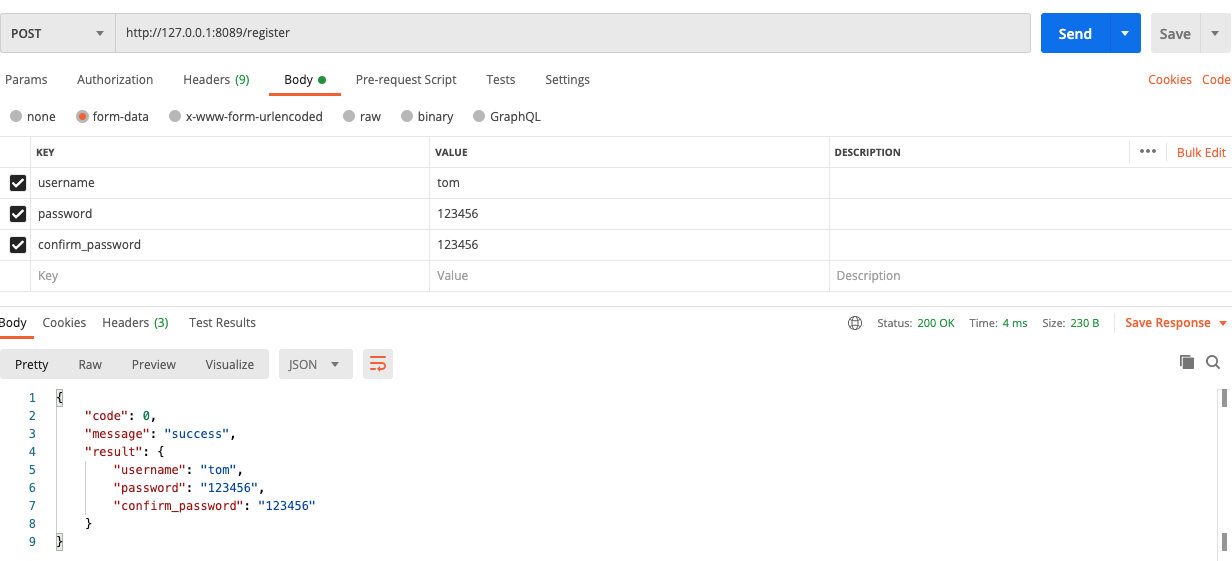 POST http://127.0.0.1:8089/register Send Save
Params Authorization Headers (9) Body Pre-request Script Tests Settings Cookies Code
none form-data x-www-form-urlencoded raw binary GraphQL
KEY VALUE DESCRIPTION ••• Bulk Edit
username tom
password 123456
confirm_password 123456
Key Value Description
Body Cookies Headers (3) Test Results Status: 200 OK Time: 4 ms Size: 230 B Save Response
Pretty Raw Preview Visualize JSON
1 {
2 "code": 0,
3 "message": "success",
4 "result": {
5 "username": "tom",
6 "password": "123456",
7 "confirm_password": "123456"
8 }
9 }